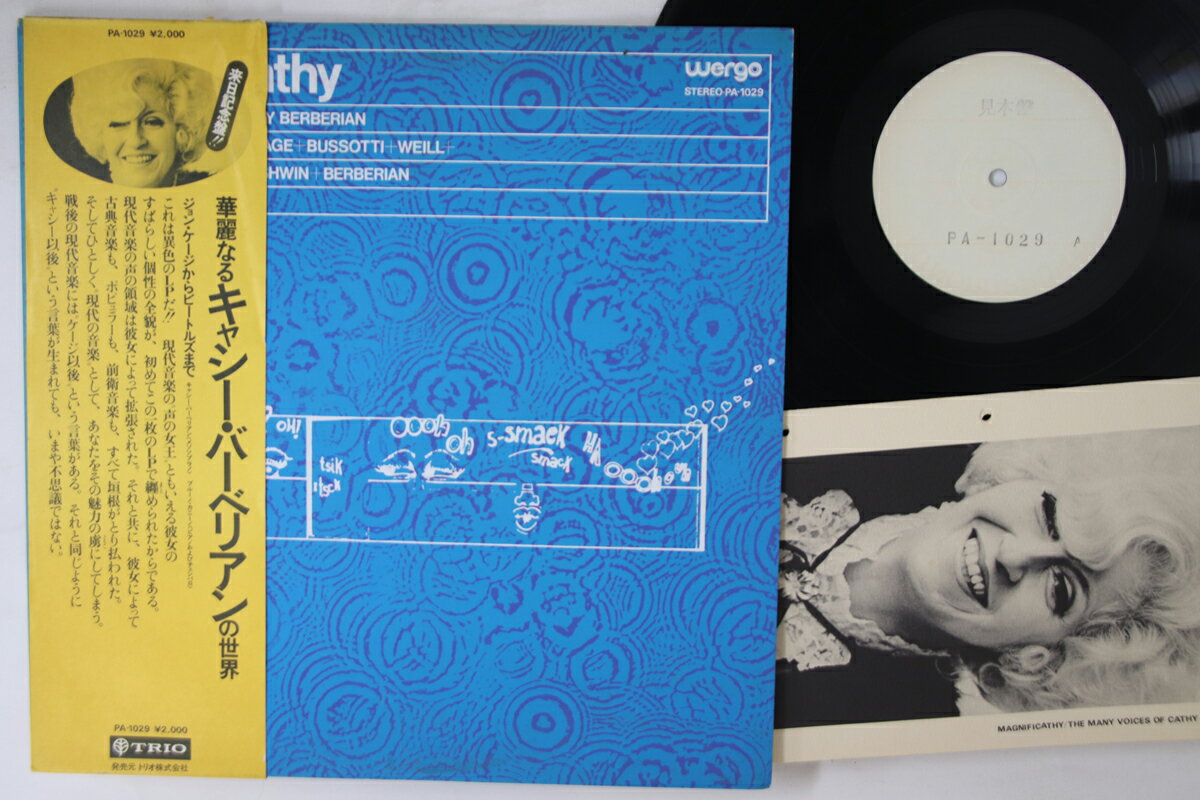 PA-1029 ¥2,000
来日記念盤!!
華麗なるキャシー・バーベリアンの世界
ジョン・ケージからビートルズまで
これは異色のLPだ!! 現代音楽の〝声の女王〟ともいえる彼女の
すばらしい個性の全貌が、初めてこの一枚のLPで纏められたからである。
現代音楽の声の領域は彼女によって拡張された。それと共に、彼女によって
古典音楽も、ポピュラーも、前衛音楽も、すべて垣根がとり払われた。
そしてひとしく〝現代の音楽〟として、あなたをその魅力の虜にしてしまう。
戦後の現代音楽には〝ケージ以後〟という言葉がある。それと同じように
〝キャシー以後〟という言葉が生まれても、いまや不思議ではない。
PA-1029 ¥2,000
TRIO
発売元 トリオ株式会社
athy
wergo
STEREO-PA-1029
Y BERBERIAN
AGE+BUSSOTTI+WEILL+
HWIN+BERBERIAN
OH!
tsik
oooh
oh
s-smack
smack
HA
見本盤
PA-1029 A
MAGNIFICATHY/THE MANY VOICES OF CATHY